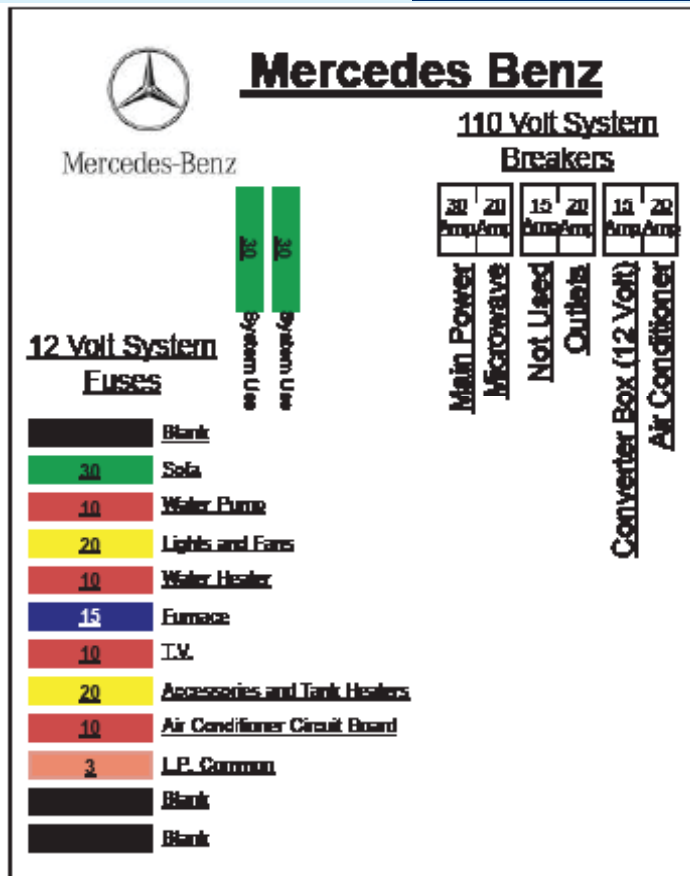 Mercedes Benz
Mercedes-Benz
110 Volt System
Breakers
30 Amp
20 Amp
15 Amp
20 Amp
15 Amp
20 Amp
Main Power
Microwave
Not Used
Outlets
Converter Box (12 Volt)
Air Conditioner
30
System Use
30
System Use
12 Volt System
Fuses
Blank
30 Sofa
10 Water Pump
20 Lights and Fans
10 Water Heater
15 Furnace
10 T.V.
20 Accessories and Tank Heaters
10 Air Conditioner Circuit Board
3 L.P. Common
Blank
Blank